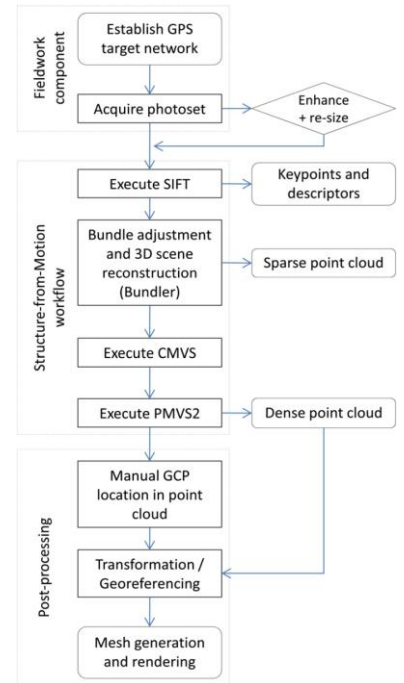 Fieldwork
component
Establish GPS
target network
Acquire photoset
Enhance
+ re-size
Structure-from-Motion
workflow
Execute SIFT
Keypoints and
descriptors
Bundle adjustment
and 3D scene
reconstruction
(Bundler)
Sparse point cloud
Execute CMVS
Execute PMVS2
Dense point cloud
Post-processing
Manual GCP
location in point
cloud
Transformation /
Georeferencing
Mesh generation
and rendering